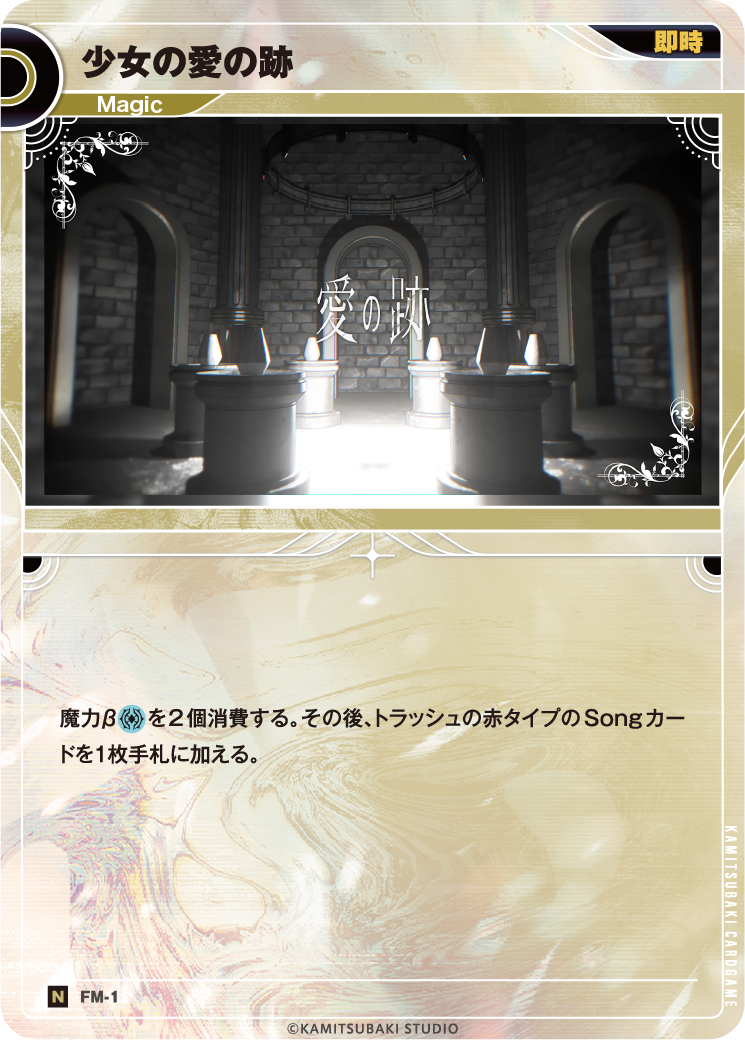 即時
少女の愛の跡
Magic
愛の跡
魔力βを2個消費する。その後、トラッシュの赤タイプのSongカー
ドを1枚手札に加える。
KAMITSUBAKI CARDGAME
N FM-1
©KAMITSUBAKI STUDIO